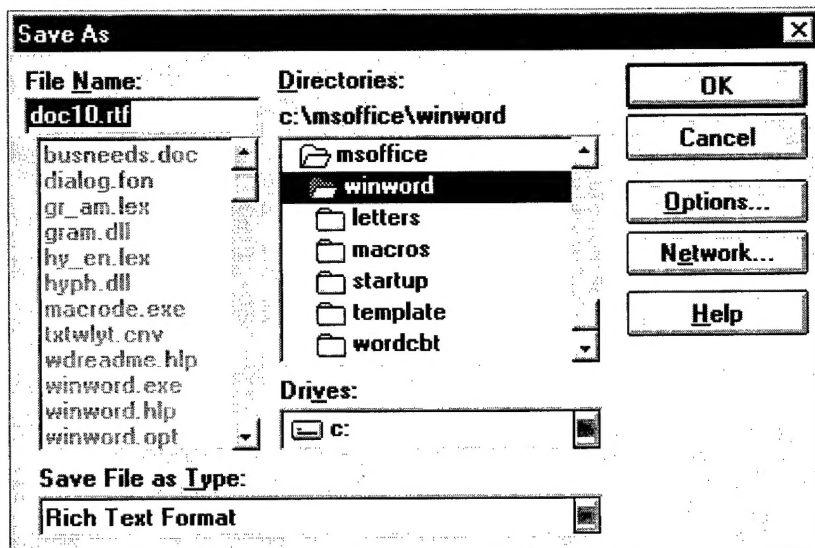 Save As
File Name:
doc10.rtf
busneeds.doc
dialog.fon
gr_am.lex
gram.dll
hy_en.lex
hyph.dll
macrode.exe
txtwlyt.cnv
wdreadme.hlp
winword.exe
winword.hlp
winword.opt
Save File as Type:
Rich Text Format
Directories:
c:\msoffice\winword
msoffice
winword
letters
macros
startup
template
wordcbt
Drives:
c:
OK
Cancel
Options...
Network...
Help